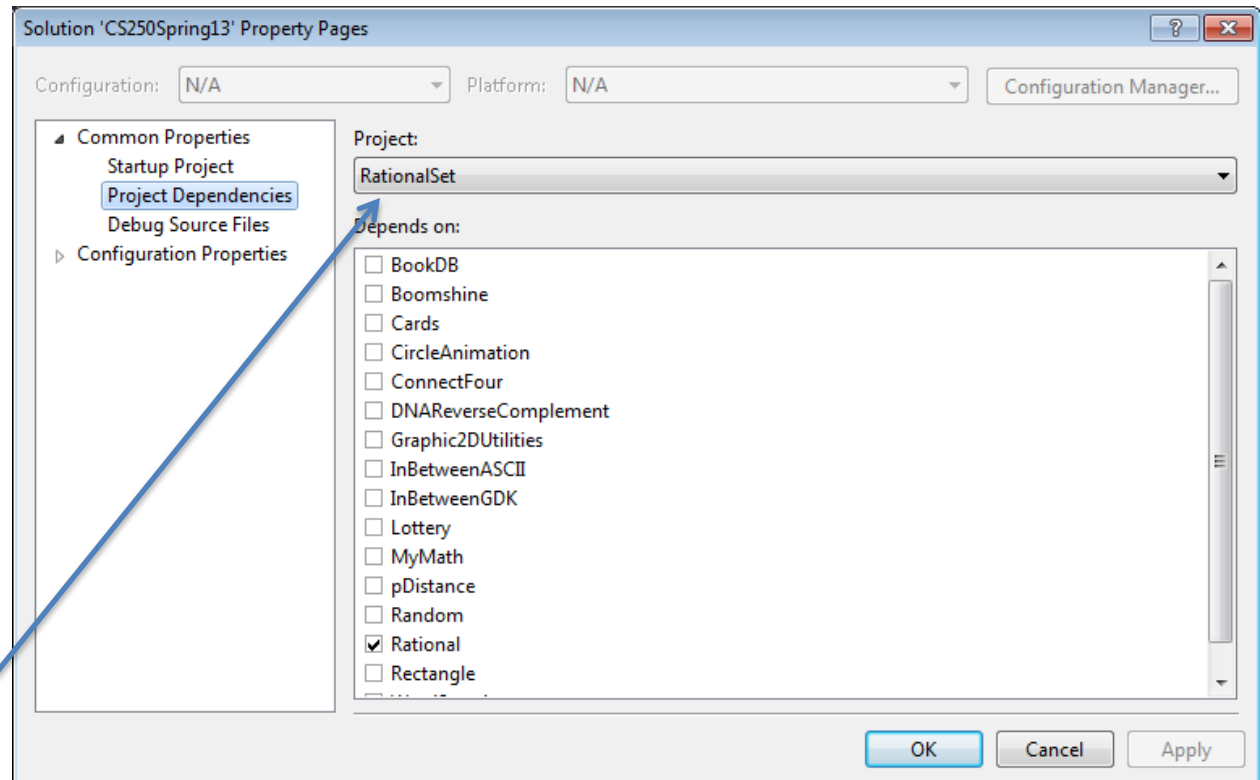 Solution 'CS250Spring13' Property Pages
Configuration: N/A Platform: N/A Configuration Manager...
Common Properties
Startup Project
Project Dependencies
Debug Source Files
Configuration Properties
Project:
RationalSet
Depends on:
BookDB
Boomshine
Cards
CircleAnimation
ConnectFour
DNAReverseComplement
Graphic2DUtilities
InBetweenASCII
InBetweenGDK
Lottery
MyMath
pDistance
Random
Rational
Rectangle
OK Cancel Apply